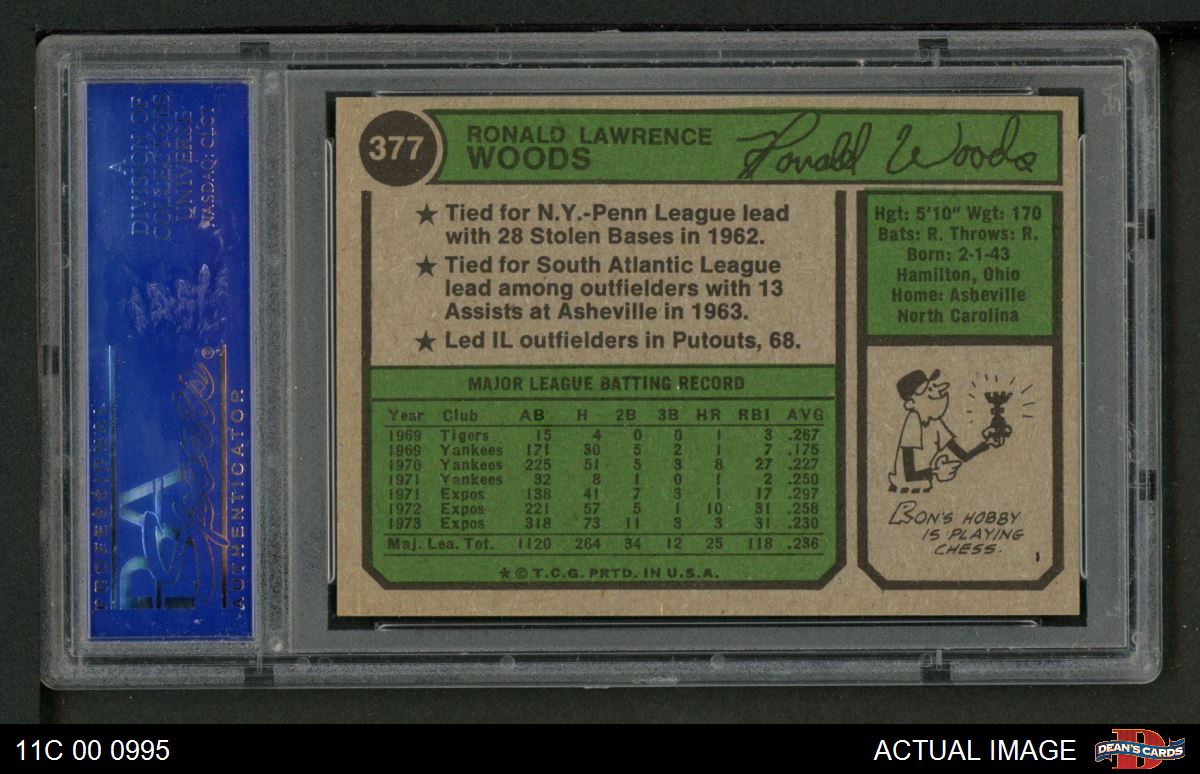 A
DIVISION OF
COLLECTORS
UNIVERSE
NASDAQ: CLCT
PSA
PROFESSIONAL
Sports
AUTHENTICATOR
®
377
RONALD LAWRENCE
WOODS
Ronald Woods
★ Tied for N.Y.-Penn League lead
with 28 Stolen Bases in 1962.
★ Tied for South Atlantic League
lead among outfielders with 13
Assists at Asheville in 1963.
★ Led IL outfielders in Putouts, 68.
Hgt: 5'10" Wgt: 170
Bats: R. Throws: R.
Born: 2-1-43
Hamilton, Ohio
Home: Asheville
North Carolina
MAJOR LEAGUE BATTING RECORD
Year Club AB H 2B 3B HR RBI AVG
1969 Tigers 15 4 0 0 1 3 .267
1969 Yankees 171 30 5 2 1 7 .175
1970 Yankees 225 51 5 3 8 27 .227
1971 Yankees 32 8 1 0 1 2 .250
1971 Expos 138 41 7 3 1 17 .297
1972 Expos 221 57 5 1 10 31 .258
1973 Expos 318 73 11 3 3 31 .230
Maj. Lea. Tot. 1120 264 34 12 25 118 .236
★ © T.C.G. PRTD. IN U.S.A.
RON'S HOBBY
IS PLAYING
CHESS.
11C 00 0995
ACTUAL IMAGE
DEAN'S CARDS